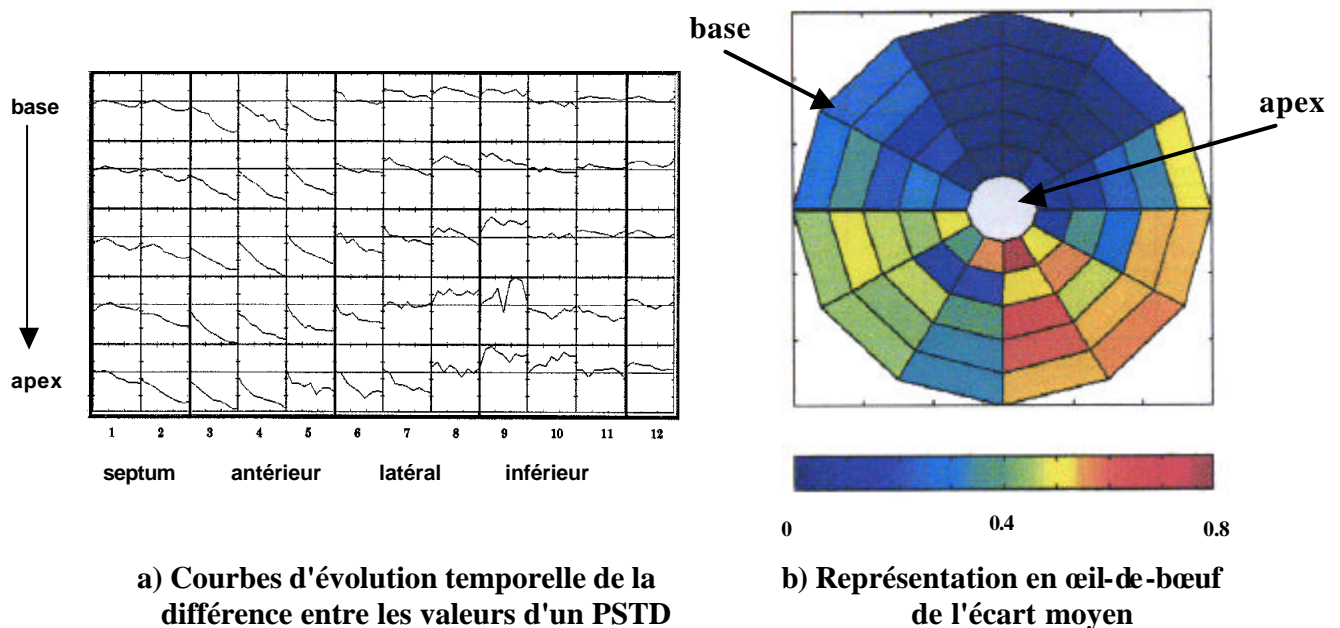 base
apex
1 2 3 4 5 6 7 8 9 10 11 12
septum antérieur latéral inférieur
a) Courbes d'évolution temporelle de la
différence entre les valeurs d'un PSTD
base
apex
0 0.4 0.8
b) Représentation en œil-de-bœuf
de l'écart moyen